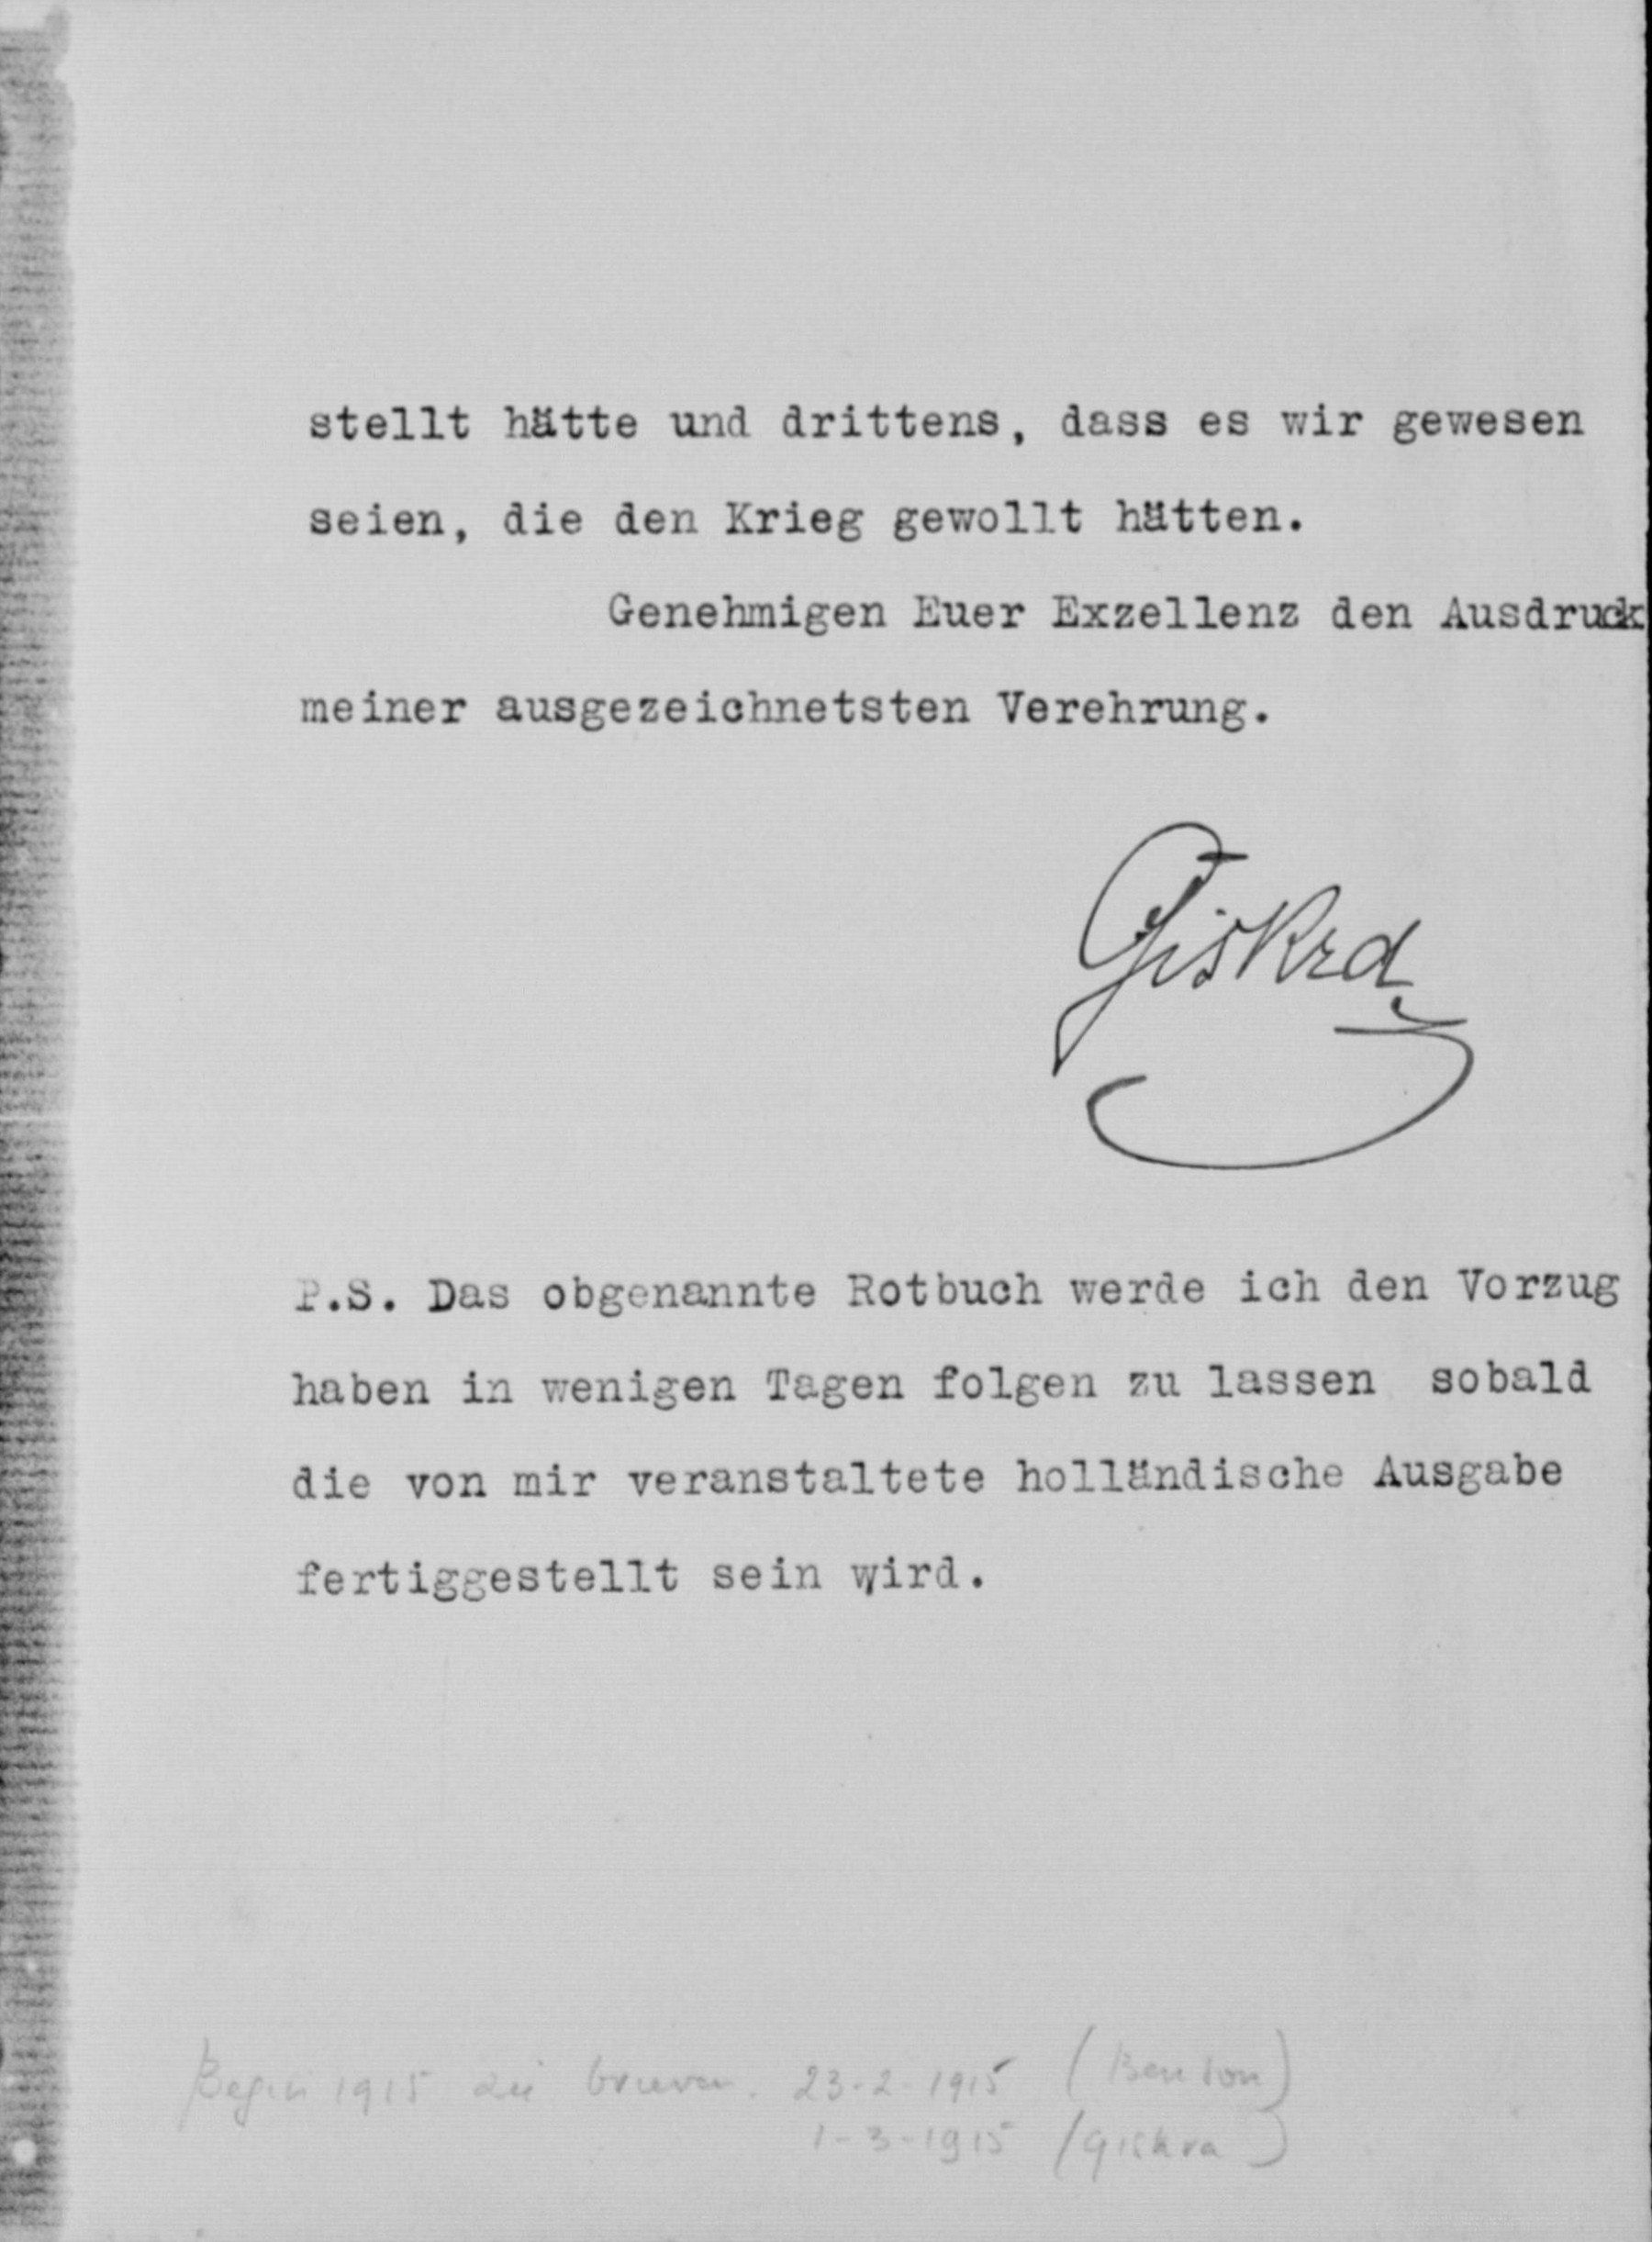 stellt hätte und drittens, dass es wir gewesen
seien, die den Krieg gewollt hätten.
Genehmigen Euer Exzellenz den Ausdruck
meiner ausgezeichnetsten Verehrung.
Giskra
P.S. Das obgenannte Rotbuch werde ich den Vorzug
haben in wenigen Tagen folgen zu lassen sobald
die von mir veranstaltete holländische Ausgabe
fertiggestellt sein wird.
Begin 1915 zie brieven. 23-2-1915
1-3-1915 (Giskra)